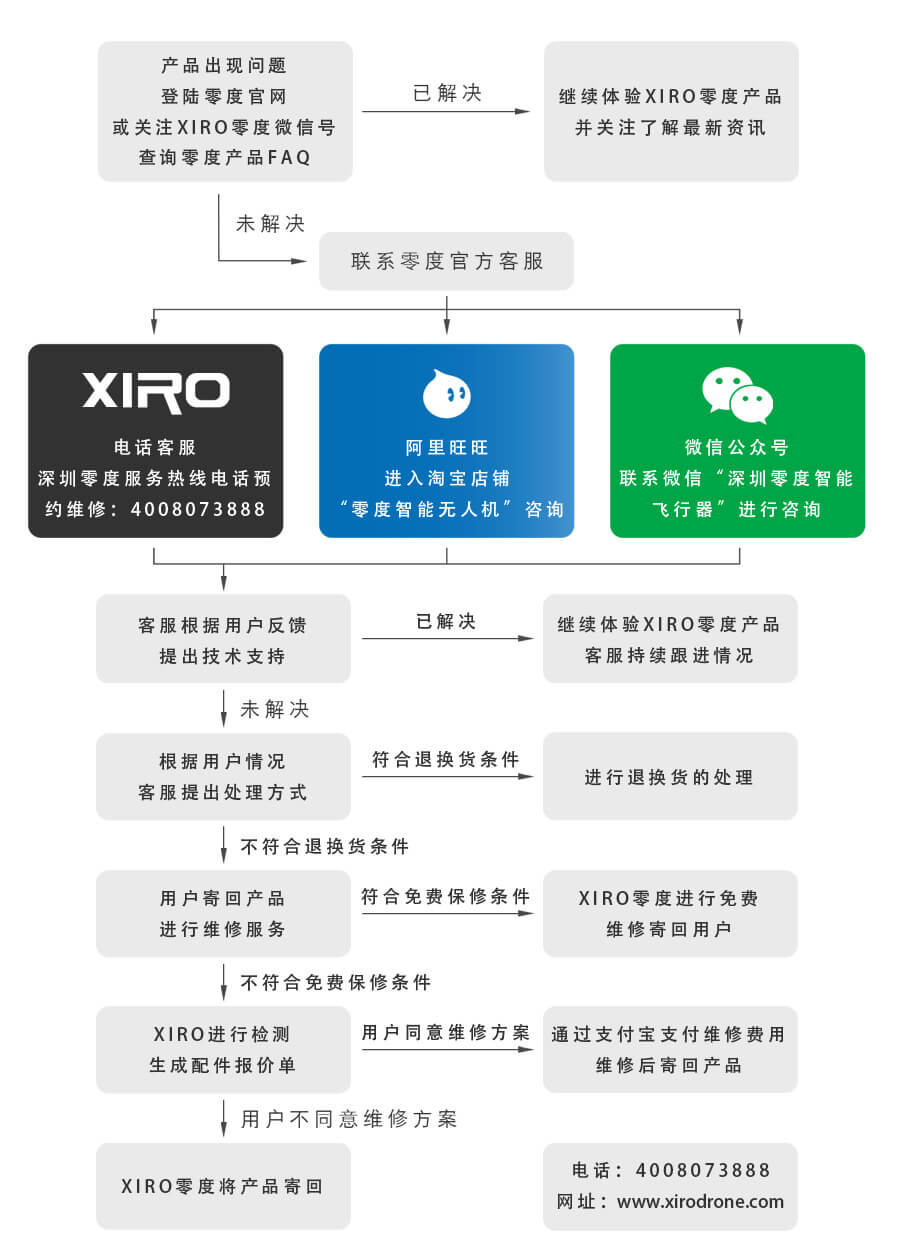 产品出现问题
登陆零度官网
或关注XIRO零度微信号
查询零度产品FAQ
已解决
继续体验XIRO零度产品
并关注了解最新资讯
未解决
联系零度官方客服
XIRO
电话客服
深圳零度服务热线电话预
约维修：4008073888
阿里旺旺
进入淘宝店铺
“零度智能无人机”咨询
微信公众号
联系微信“深圳零度智能
飞行器”进行咨询
客服根据用户反馈
提出技术支持
已解决
继续体验XIRO零度产品
客服持续跟进情况
未解决
根据用户情况
客服提出处理方式
符合退换货条件
进行退换货的处理
不符合退换货条件
用户寄回产品
进行维修服务
符合免费保修条件
XIRO零度进行免费
维修寄回用户
不符合免费保修条件
XIRO进行检测
生成配件报价单
用户同意维修方案
通过支付宝支付维修费用
维修后寄回产品
用户不同意维修方案
XIRO零度将产品寄回
电话：4008073888
网址：www.xirodrone.com